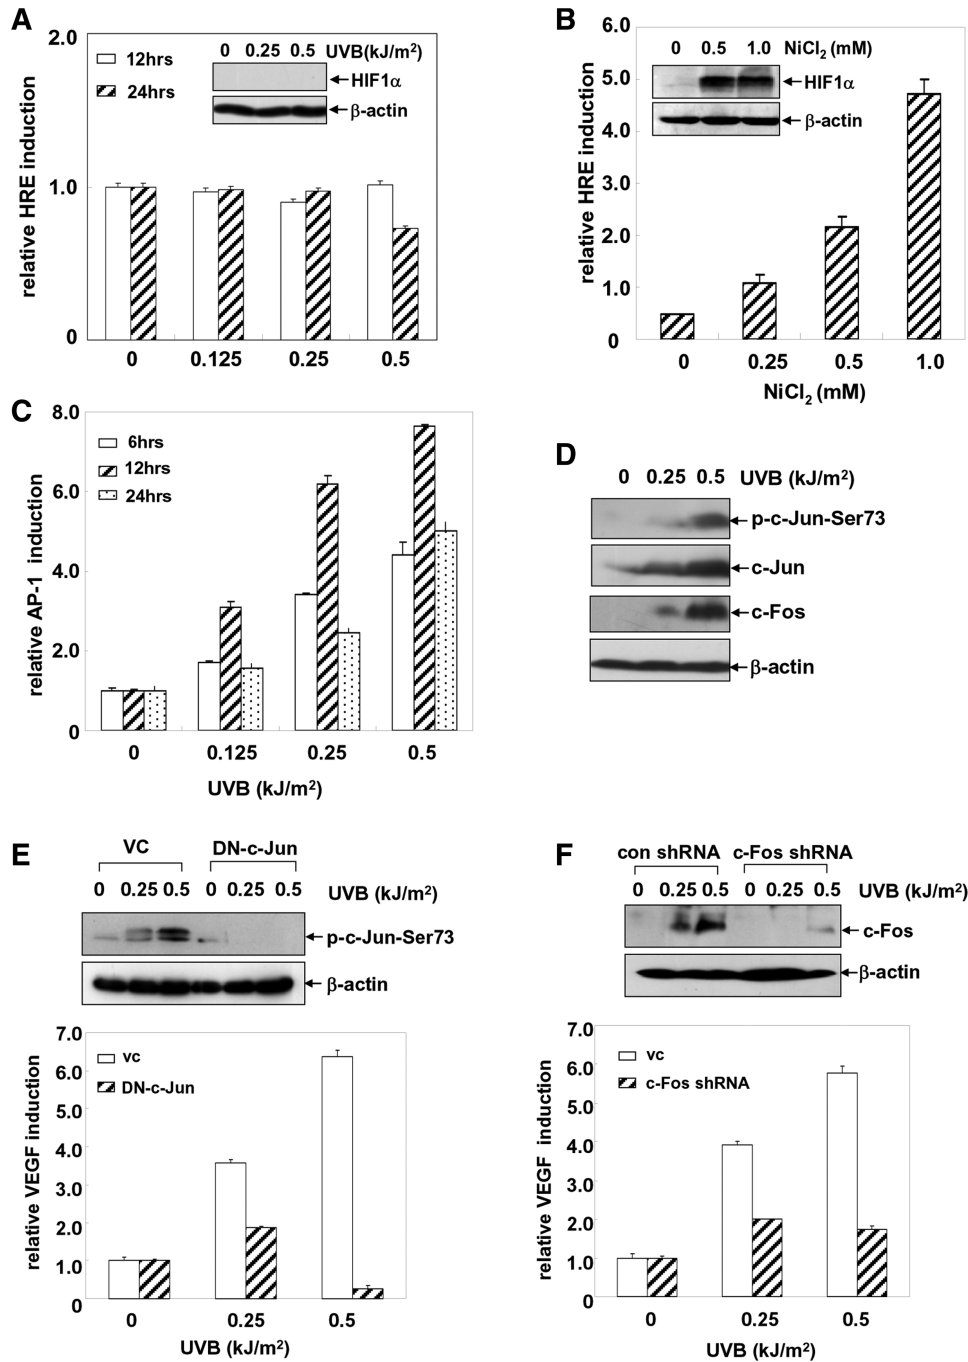 A
2.0
1.0
0
relative HRE induction
12hrs
24hrs
0 0.25 0.5 UVB(kJ/m²)
HIF1α
β-actin
0 0.125 0.25 0.5
B
6.0
5.0
4.0
3.0
2.0
1.0
0
relative HRE induction
0 0.5 1.0 NiCl₂ (mM)
HIF1α
β-actin
0 0.25 0.5 1.0
NiCl₂ (mM)
C
8.0
6.0
4.0
2.0
0
relative AP-1 induction
6hrs
12hrs
24hrs
0 0.125 0.25 0.5
UVB (kJ/m²)
D
0 0.25 0.5 UVB (kJ/m²)
p-c-Jun-Ser73
c-Jun
c-Fos
β-actin
E
VC DN-c-Jun
0 0.25 0.5 0 0.25 0.5 UVB (kJ/m²)
p-c-Jun-Ser73
β-actin
7.0
6.0
5.0
4.0
3.0
2.0
1.0
0
relative VEGF induction
vc
DN-c-Jun
0 0.25 0.5
UVB (kJ/m²)
F
con shRNA c-Fos shRNA
0 0.25 0.5 0 0.25 0.5 UVB (kJ/m²)
c-Fos
β-actin
7.0
6.0
5.0
4.0
3.0
2.0
1.0
0
relative VEGF induction
vc
c-Fos shRNA
0 0.25 0.5
UVB (kJ/m²)